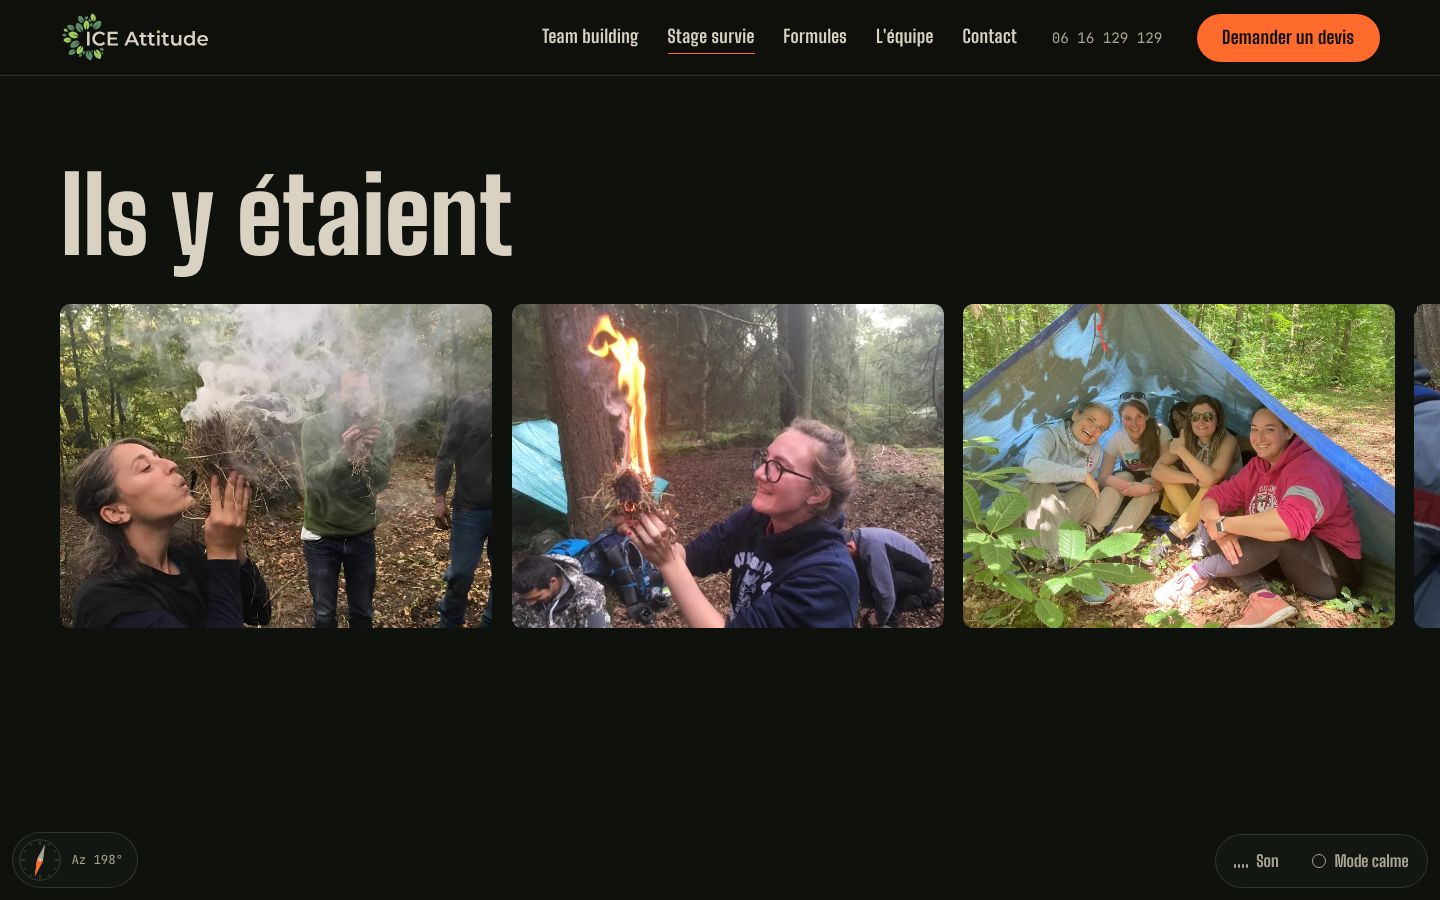 ICE Attitude
Team building
Stage survie
Formules
L'équipe
Contact
06 16 129 129
Demander un devis
Ils y étaient
Az 198°
Son
Mode calme